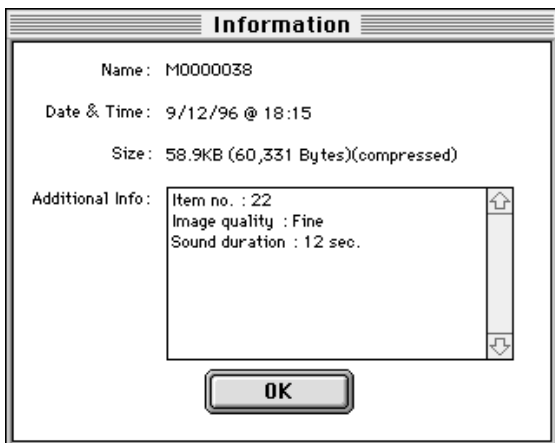 Information
Name: M0000038
Date & Time: 9/12/96 @ 18:15
Size: 58.9KB (60,331 Bytes)(compressed)
Additional Info: Item no. : 22
Image quality : Fine
Sound duration : 12 sec.
OK